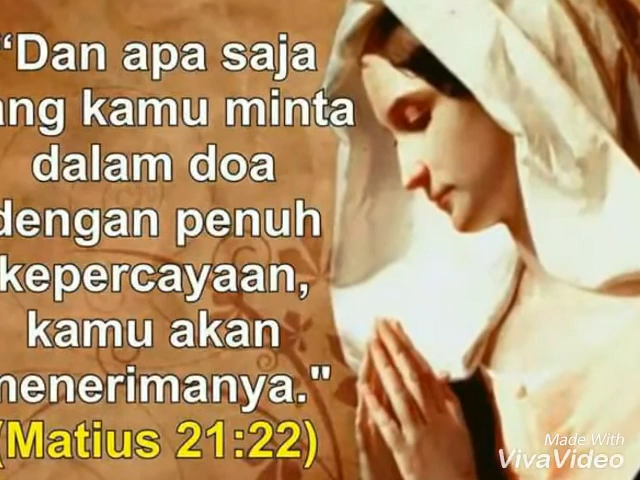 “Dan apa saja
ang kamu minta
dalam doa
dengan penuh
kepercayaan,
kamu akan
menerimanya."
(Matius 21:22)
Made With
VivaVideo